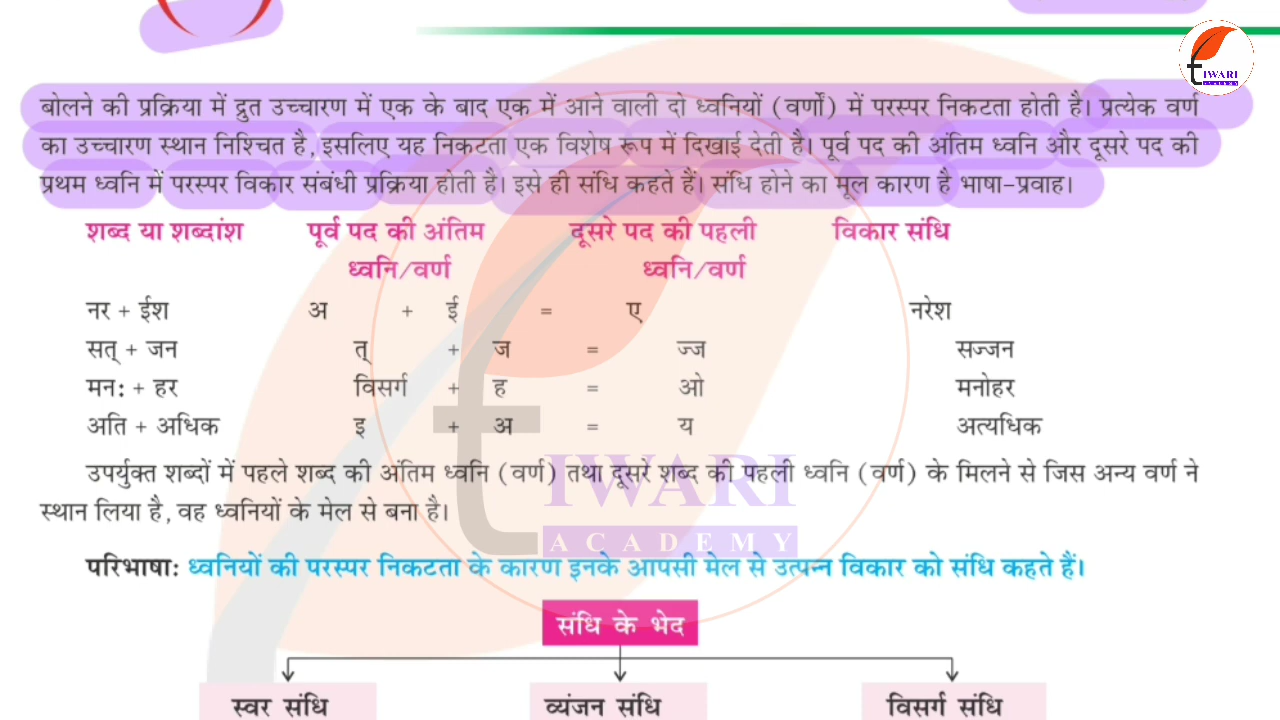 IWARI
ACADEMY
बोलने की प्रक्रिया में द्रुत उच्चारण में एक के बाद एक में आने वाली दो ध्वनियों (वर्णों) में परस्पर निकटता होती है। प्रत्येक वर्ण
का उच्चारण स्थान निश्चित है, इसलिए यह निकटता एक विशेष रूप में दिखाई देती है। पूर्व पद की अंतिम ध्वनि और दूसरे पद की
प्रथम ध्वनि में परस्पर विकार संबंधी प्रक्रिया होती है। इसे ही संधि कहते हैं। संधि होने का मूल कारण है भाषा-प्रवाह।
शब्द या शब्दांश पूर्व पद की अंतिम दूसरे पद की पहली विकार संधि
ध्वनि/वर्ण ध्वनि/वर्ण
नर + ईश अ + ई = ए नरेश
सत् + जन त् + ज = ज्ज सज्जन
मन: + हर विसर्ग + ह = ओ मनोहर
अति + अधिक इ + अ = य अत्यधिक
उपर्युक्त शब्दों में पहले शब्द की अंतिम ध्वनि (वर्ण) तथा दूसरे शब्द की पहली ध्वनि (वर्ण) के मिलने से जिस अन्य वर्ण ने
स्थान लिया है, वह ध्वनियों के मेल से बना है।
IWARI
ACADEMY
परिभाषा: ध्वनियों की परस्पर निकटता के कारण इनके आपसी मेल से उत्पन्न विकार को संधि कहते हैं।
संधि के भेद
स्वर संधि व्यंजन संधि विसर्ग संधि